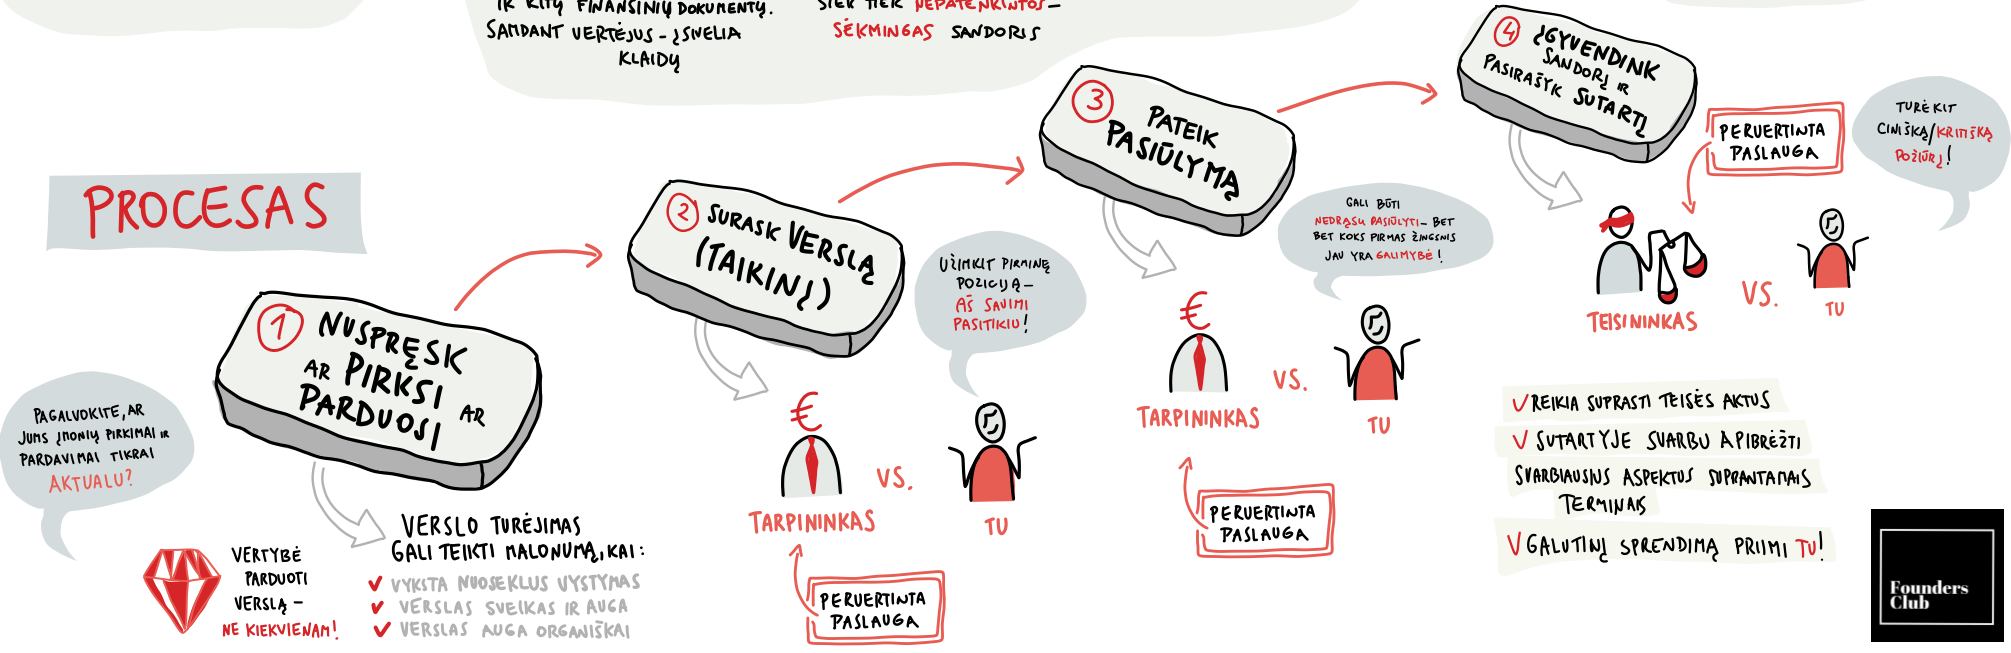 IR KITŲ FINANSINIŲ DOKUMENTŲ.
SAMDANT VERTĖJUS - ĮSIVELIA
KLAIDŲ
ŠIEK TIEK NEPATENKINTOS -
SĖKMINGAS SANDORIS
PROCESAS
1
NUSPRĘSK
AR PIRKSI AR
PARDUOSI
PAGALVOKITE, AR
JUMS ĮMONIŲ PIRKIMAI IR
PARDAVIMAI TIKRAI
AKTUALU?
VERTYBĖ
PARDUOTI
VERSLĄ -
NE KIEKVIENAM!
VERSLO TURĖJIMAS
GALI TEIKTI MALONUMĄ, KAI:
VYKSTA NUOSEKLUS VYSTYMAS
VERSLAS SVEIKAS IR AUGA
VERSLAS AUGA ORGANIŠKAI
2
SURASK VERSLĄ
(TAIKINĮ)
UŽIMKIT PIRMINĘ
POZICIJĄ -
AŠ SAVIMI
PASITIKIU!
€
TARPININKAS
VS.
TU
PERVERTINTA
PASLAUGA
3
PATEIK
PASIŪLYMĄ
GALI BŪTI
NEDRĄSU PASIŪLYTI - BET
BET KOKS PIRMAS ŽINGSNIS
JAU YRA GALIMYBĖ!
€
TARPININKAS
VS.
TU
PERVERTINTA
PASLAUGA
4
ĮGYVENDINK
SANDORĮ IR
PASIRAŠYK SUTARTĮ
PERVERTINTA
PASLAUGA
TURĖKIT
CINIŠKĄ/KRITIŠKĄ
POŽIŪRĮ!
TEISININKAS
VS.
TU
REIKIA SUPRASTI TEISĖS AKTUS
SUTARTYJE SVARBU APIBRĖŽTI
SVARBIAUSIUS ASPEKTUS SUPRANTAMAIS
TERMINAIS
GALUTINĮ SPRENDIMĄ PRIIMI TU!
Founders
Club